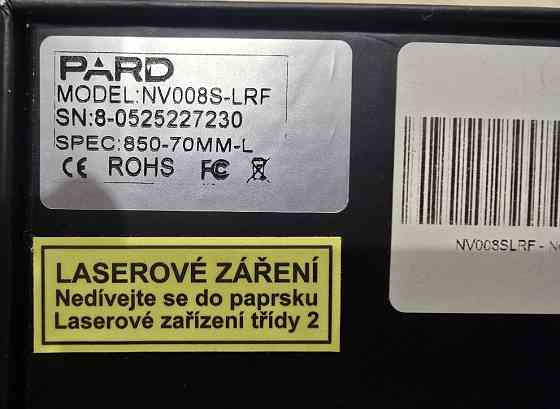 PARD
MODEL:NV008S-LRF
SN:8-0525227230
SPEC:850-70MM-L
CE ROHS FC
NV008SLRF -
LASEROVÉ ZÁŘENÍ
Nedívejte se do paprsku
Laserové zařízení třídy 2